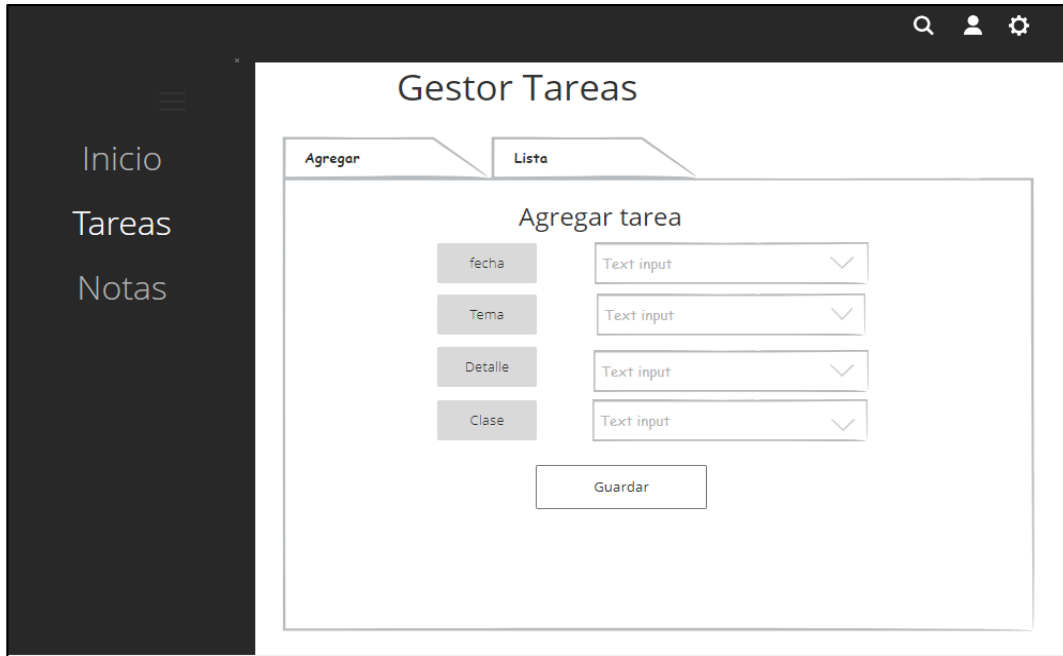 Gestor Tareas
Inicio
Tareas
Notas
Agregar
Lista
Agregar tarea
fecha
Text input
Tema
Text input
Detalle
Text input
Clase
Text input
Guardar